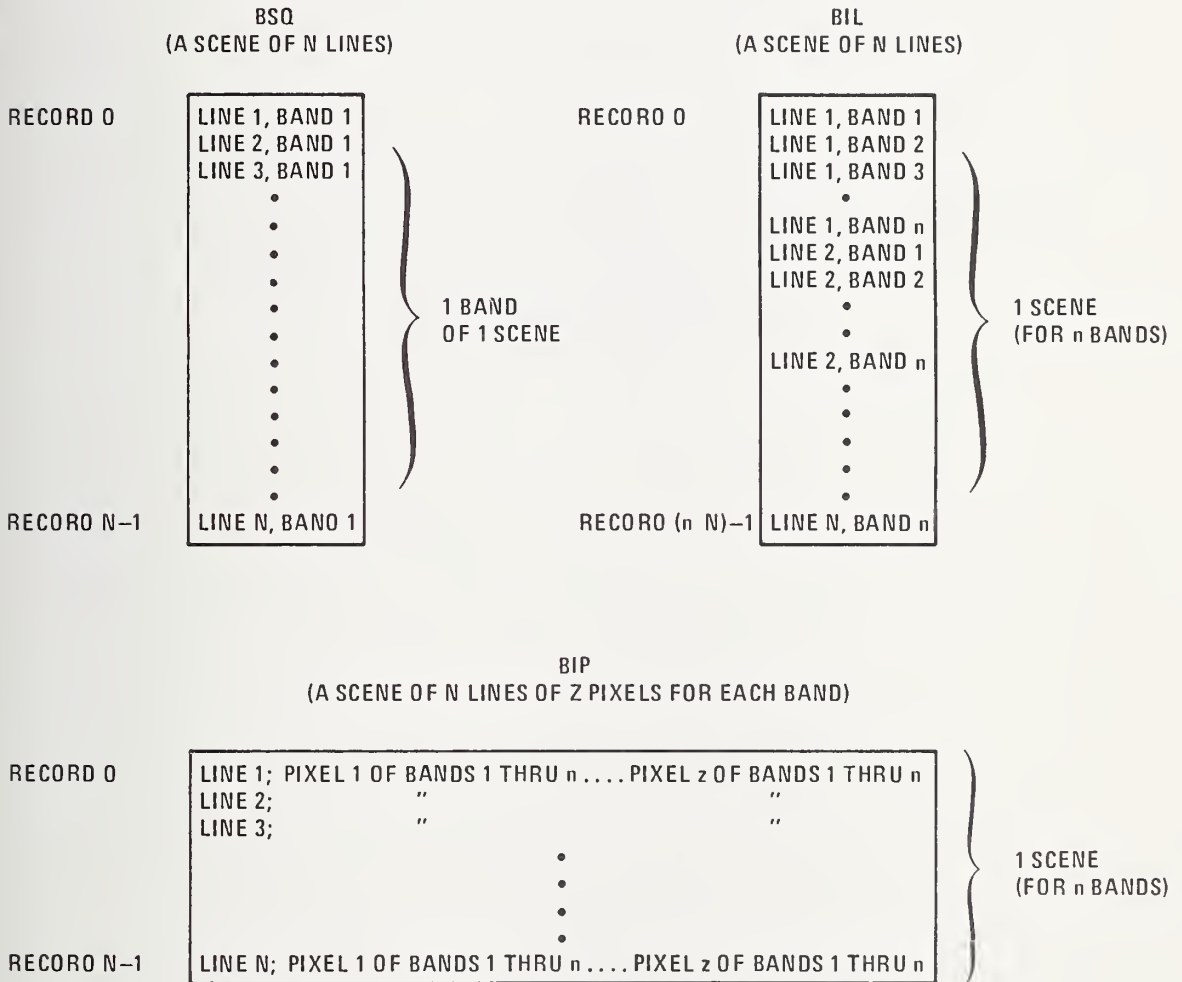 BSQ
(A SCENE OF N LINES)
RECORD 0
LINE 1, BAND 1
LINE 2, BAND 1
LINE 3, BAND 1
1 BAND
OF 1 SCENE
RECORD N–1
LINE N, BAND 1
BIL
(A SCENE OF N LINES)
RECORD 0
LINE 1, BAND 1
LINE 1, BAND 2
LINE 1, BAND 3
LINE 1, BAND n
LINE 2, BAND 1
LINE 2, BAND 2
LINE 2, BAND n
1 SCENE
(FOR n BANDS)
RECORD (n N)–1
LINE N, BAND n
BIP
(A SCENE OF N LINES OF Z PIXELS FOR EACH BAND)
RECORD 0
LINE 1; PIXEL 1 OF BANDS 1 THRU n .... PIXEL z OF BANDS 1 THRU n
LINE 2; " "
LINE 3; " "
1 SCENE
(FOR n BANDS)
RECORD N–1
LINE N; PIXEL 1 OF BANDS 1 THRU n .... PIXEL z OF BANDS 1 THRU n